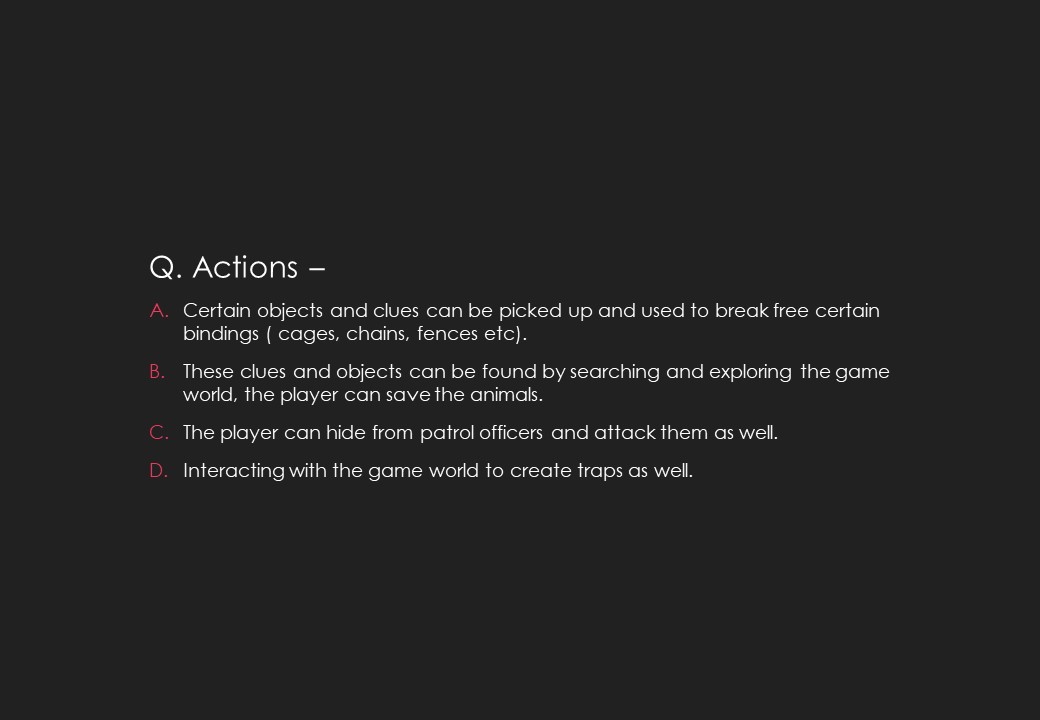 Q. Actions –
A. Certain objects and clues can be picked up and used to break free certain
bindings ( cages, chains, fences etc).
B. These clues and objects can be found by searching and exploring the game
world, the player can save the animals.
C. The player can hide from patrol officers and attack them as well.
D. Interacting with the game world to create traps as well.